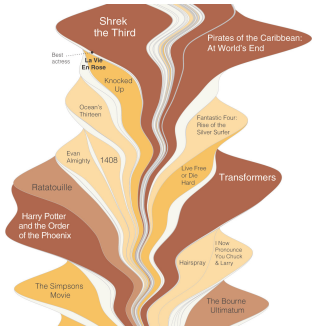 Shrek
the Third
Pirates of the Caribbean:
At World's End
Best
actress
La Vie
En Rose
Knocked
Up
Ocean's
Thirteen
Fantastic Four:
Rise of the
Silver Surfer
Evan
Almighty
1408
Live Free
or Die
Hard
Transformers
Ratatouille
Harry Potter
and the Order
of the Phoenix
I Now
Pronounce
You Chuck
& Larry
Hairspray
The Simpsons
Movie
The Bourne
Ultimatum